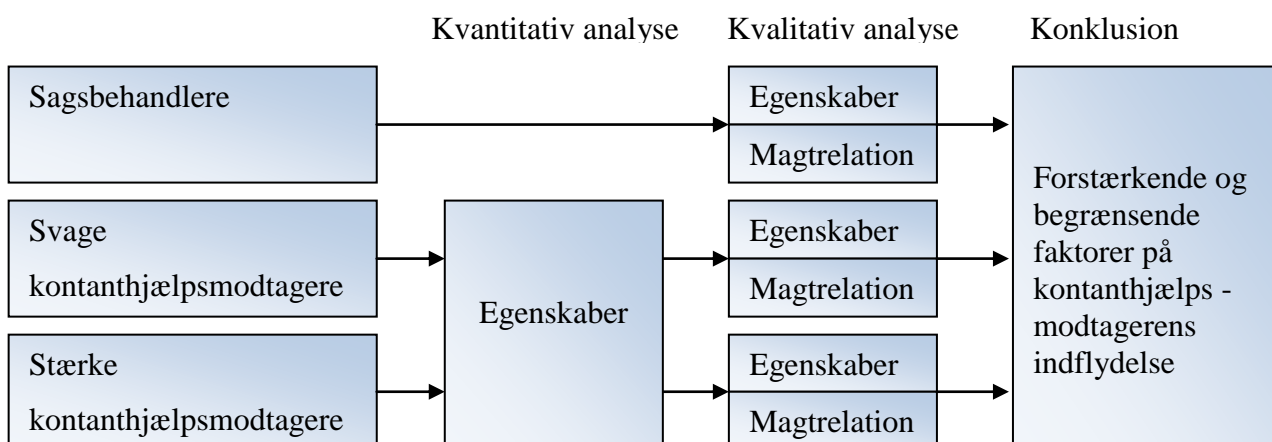 Kvantitativ analyse
Kvalitativ analyse
Konklusion
Sagsbehandlere
Egenskaber
Magtrelation
Svage
kontanthjælpsmodtagere
Stærke
kontanthjælpsmodtagere
Egenskaber
Egenskaber
Magtrelation
Egenskaber
Magtrelation
Forstærkende og
begrænsende
faktorer på
kontanthjælps -
modtagerens
indflydelse